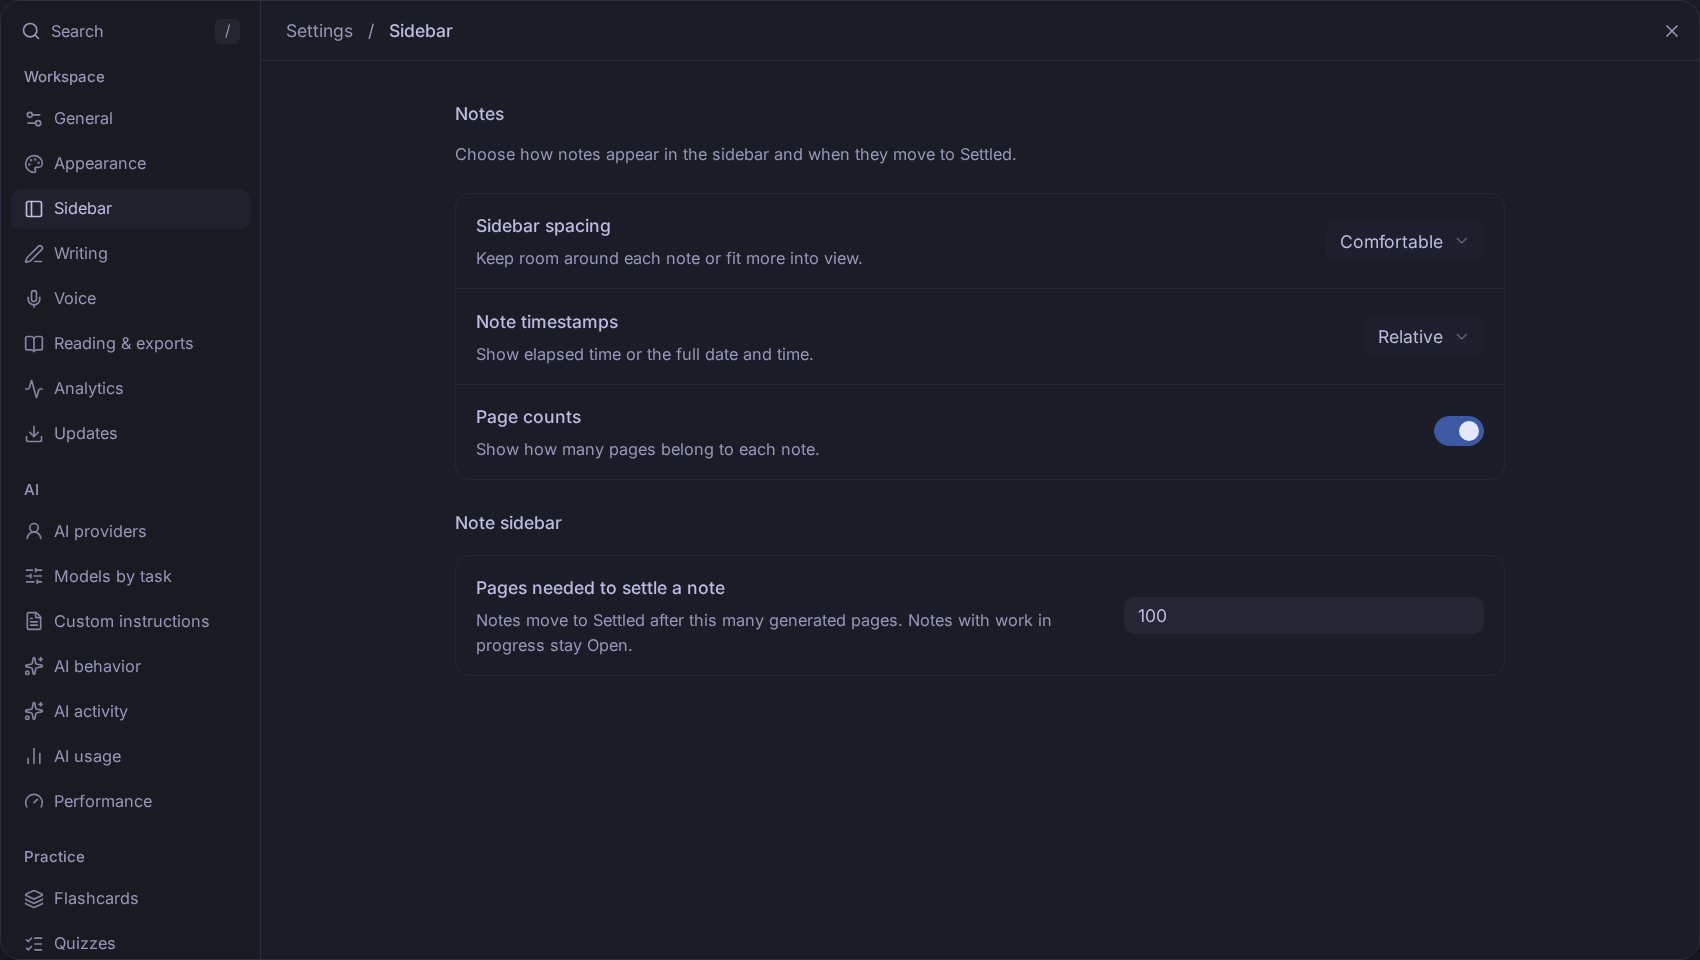 Search /
Settings / Sidebar
Workspace
General
Appearance
Sidebar
Writing
Voice
Reading & exports
Analytics
Updates
AI
AI providers
Models by task
Custom instructions
AI behavior
AI activity
AI usage
Performance
Practice
Flashcards
Quizzes
Notes
Choose how notes appear in the sidebar and when they move to Settled.
Sidebar spacing
Keep room around each note or fit more into view.
Comfortable
Note timestamps
Show elapsed time or the full date and time.
Relative
Page counts
Show how many pages belong to each note.
Note sidebar
Pages needed to settle a note
Notes move to Settled after this many generated pages. Notes with work in
progress stay Open.
100